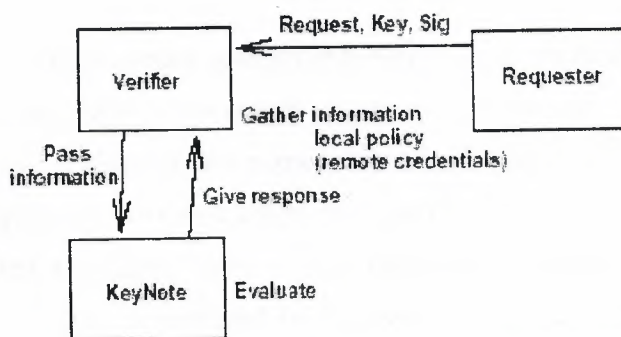 Request, Key, Sig
Verifier
Requester
Gather information
local policy
(remote credentials)
Pass
information
Give response
KeyNote
Evaluate